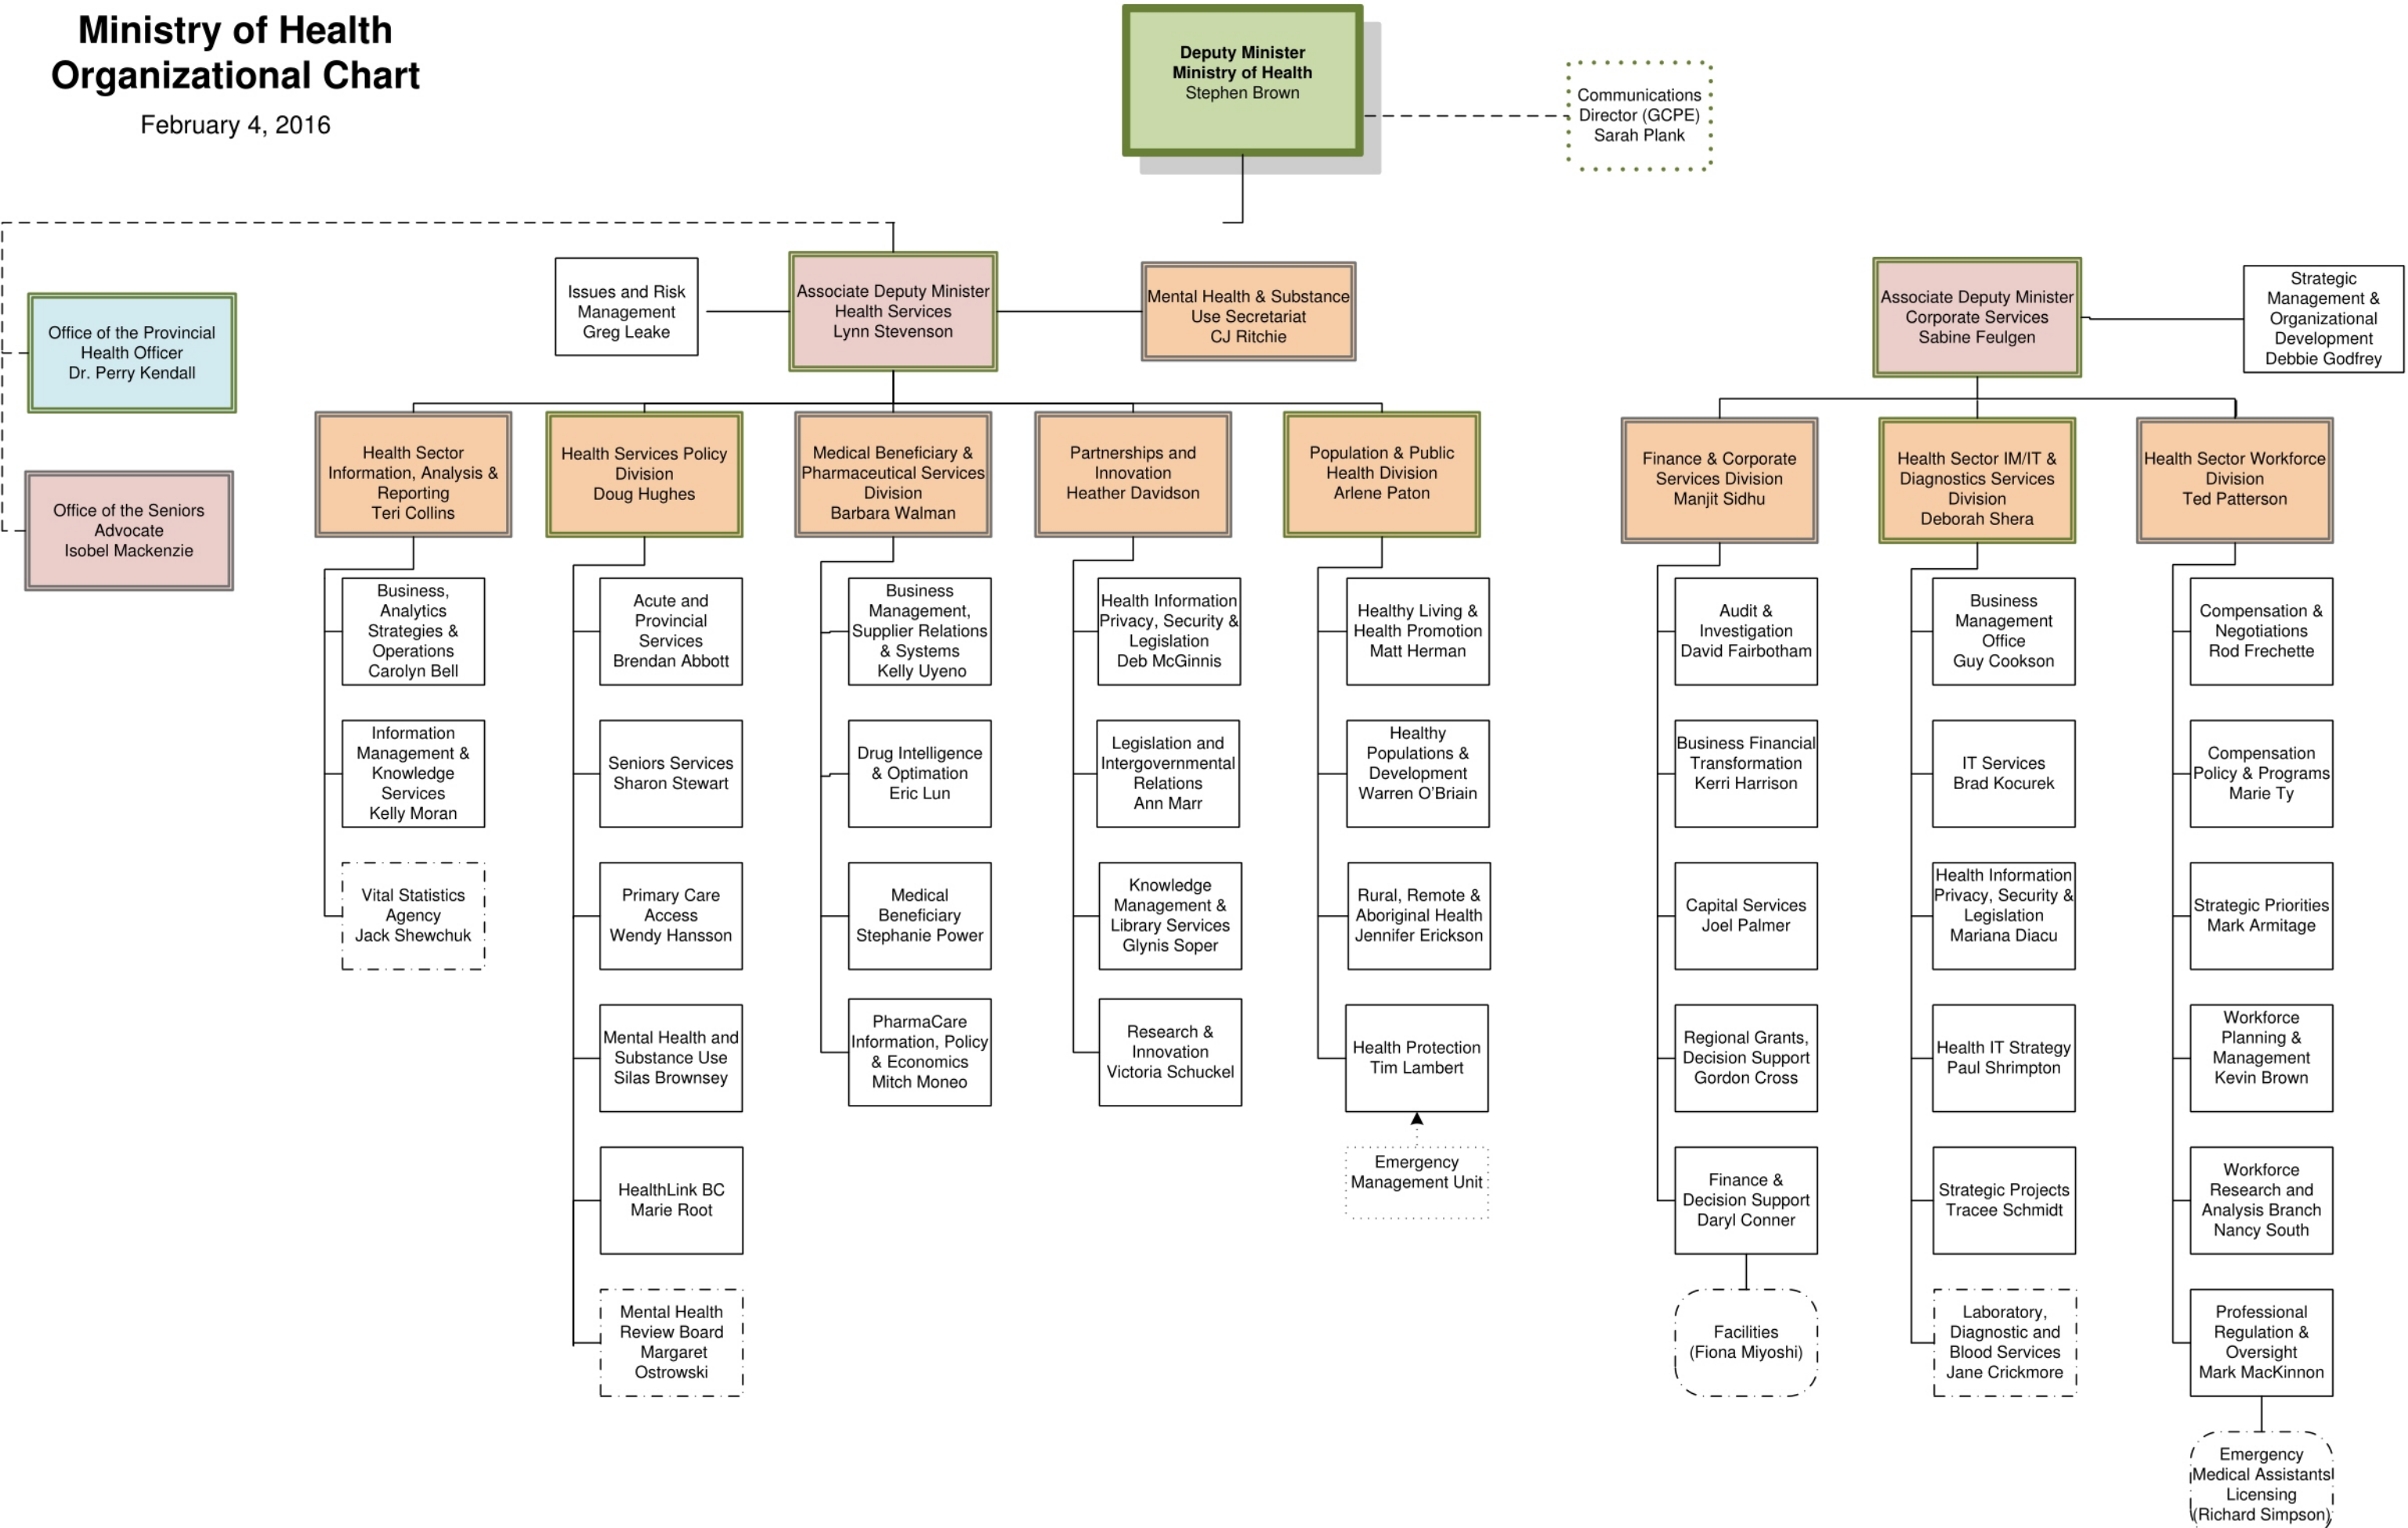 Ministry of Health
Organizational Chart
February 4, 2016
Deputy Minister
Ministry of Health
Stephen Brown
Communications
Director (GCPE)
Sarah Plank
Office of the Provincial
Health Officer
Dr. Perry Kendall
Office of the Seniors
Advocate
Isobel Mackenzie
Issues and Risk
Management
Greg Leake
Associate Deputy Minister
Health Services
Lynn Stevenson
Mental Health & Substance
Use Secretariat
CJ Ritchie
Associate Deputy Minister
Corporate Services
Sabine Feulgen
Strategic
Management &
Organizational
Development
Debbie Godfrey
Health Sector
Information, Analysis &
Reporting
Teri Collins
Business,
Analytics
Strategies &
Operations
Carolyn Bell
Information
Management &
Knowledge
Services
Kelly Moran
Vital Statistics
Agency
Jack Shewchuk
Health Services Policy
Division
Doug Hughes
Acute and
Provincial
Services
Brendan Abbott
Seniors Services
Sharon Stewart
Primary Care
Access
Wendy Hansson
Mental Health and
Substance Use
Silas Brownsey
HealthLink BC
Marie Root
Mental Health
Review Board
Margaret
Ostrowski
Medical Beneficiary &
Pharmaceutical Services
Division
Barbara Walman
Business
Management,
Supplier Relations
& Systems
Kelly Uyeno
Drug Intelligence
& Optimation
Eric Lun
Medical
Beneficiary
Stephanie Power
PharmaCare
Information, Policy
& Economics
Mitch Moneo
Partnerships and
Innovation
Heather Davidson
Health Information
Privacy, Security &
Legislation
Deb McGinnis
Legislation and
Intergovernmental
Relations
Ann Marr
Knowledge
Management &
Library Services
Glynis Soper
Research &
Innovation
Victoria Schuckel
Population & Public
Health Division
Arlene Paton
Healthy Living &
Health Promotion
Matt Herman
Healthy
Populations &
Development
Warren O’Briain
Rural, Remote &
Aboriginal Health
Jennifer Erickson
Health Protection
Tim Lambert
Emergency
Management Unit
Finance & Corporate
Services Division
Manjit Sidhu
Audit &
Investigation
David Fairbotham
Business Financial
Transformation
Kerri Harrison
Capital Services
Joel Palmer
Regional Grants,
Decision Support
Gordon Cross
Finance &
Decision Support
Daryl Conner
Facilities
(Fiona Miyoshi)
Health Sector IM/IT &
Diagnostics Services
Division
Deborah Shera
Business
Management
Office
Guy Cookson
IT Services
Brad Kocurek
Health Information
Privacy, Security &
Legislation
Mariana Diacu
Health IT Strategy
Paul Shrimpton
Strategic Projects
Tracee Schmidt
Laboratory,
Diagnostic and
Blood Services
Jane Crickmore
Health Sector Workforce
Division
Ted Patterson
Compensation &
Negotiations
Rod Frechette
Compensation
Policy & Programs
Marie Ty
Strategic Priorities
Mark Armitage
Workforce
Planning &
Management
Kevin Brown
Workforce
Research and
Analysis Branch
Nancy South
Professional
Regulation &
Oversight
Mark MacKinnon
Emergency
Medical Assistants
Licensing
(Richard Simpson)